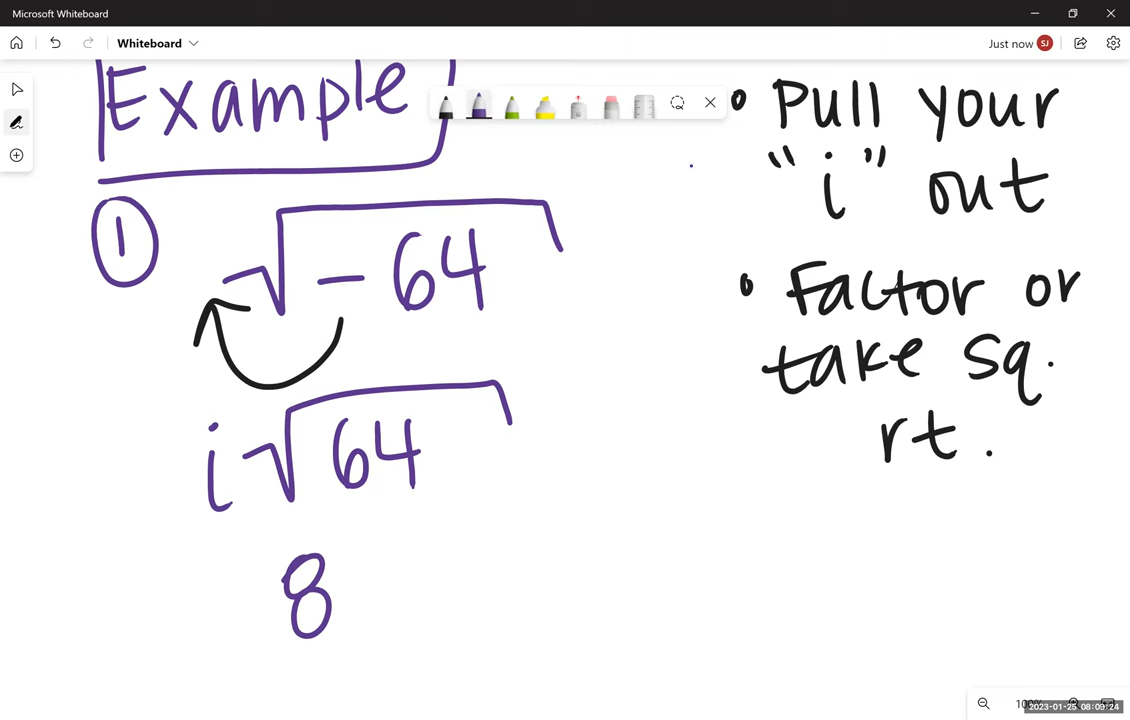 Microsoft Whiteboard
Whiteboard
Just now SJ
Example
1
√-64
i√64
8
• Pull your
"i" out
• Factor or
take sq.
rt.
2023-01-25 08:09:24